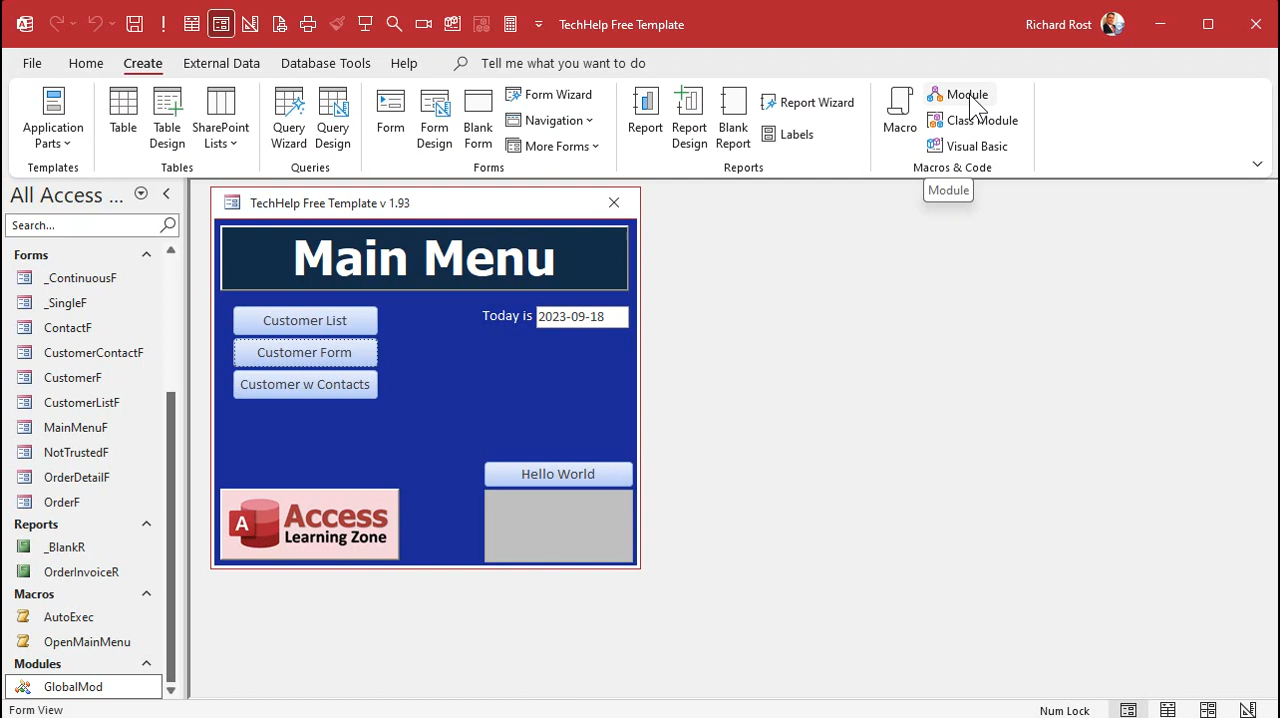 TechHelp Free Template
Richard Rost
File
Home
Create
External Data
Database Tools
Help
Tell me what you want to do
Application
Parts
Templates
Table
Table
Design
SharePoint
Lists
Tables
Query
Wizard
Query
Design
Queries
Form
Form
Design
Blank
Form
Form Wizard
Navigation
More Forms
Forms
Report
Report
Design
Blank
Report
Report Wizard
Labels
Reports
Macro
Module
Class Module
Visual Basic
Macros & Code
Module
All Access ...
Search...
Forms
_ContinuousF
_SingleF
ContactF
CustomerContactF
CustomerF
CustomerListF
MainMenuF
NotTrustedF
OrderDetailF
OrderF
Reports
_BlankR
OrderInvoiceR
Macros
AutoExec
OpenMainMenu
Modules
GlobalMod
TechHelp Free Template v 1.93
Main Menu
Customer List
Today is 2023-09-18
Customer Form
Customer w Contacts
Hello World
A Access
Learning Zone
Form View
Num Lock